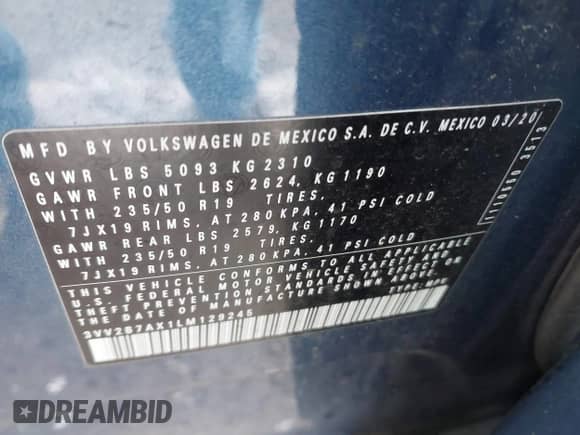 MFD BY VOLKSWAGEN DE MEXICO S.A. DE C.V. MEXICO 03/20
GVWR LBS 5093 KG 2310
GAWR FRONT LBS 2624, KG 1190
WITH 235/50 R19 TIRES,
7JX19 RIMS, AT 280KPA, 41 PSI COLD
GAWR REAR LBS 2579, KG 1170
WITH 235/50 R19 TIRES,
7JX19 RIMS, AT 280KPA, 41 PSI COLD
THIS VEHICLE CONFORMS TO ALL APPLICABLE
U.S. FEDERAL MOTOR VEHICLE SAFETY AND
THEFT PREVENTION STANDARDS IN EFFECT ON
THE DATE OF MANUFACTURE SHOWN
3VV2B7AX1LM129245
DREAMBID